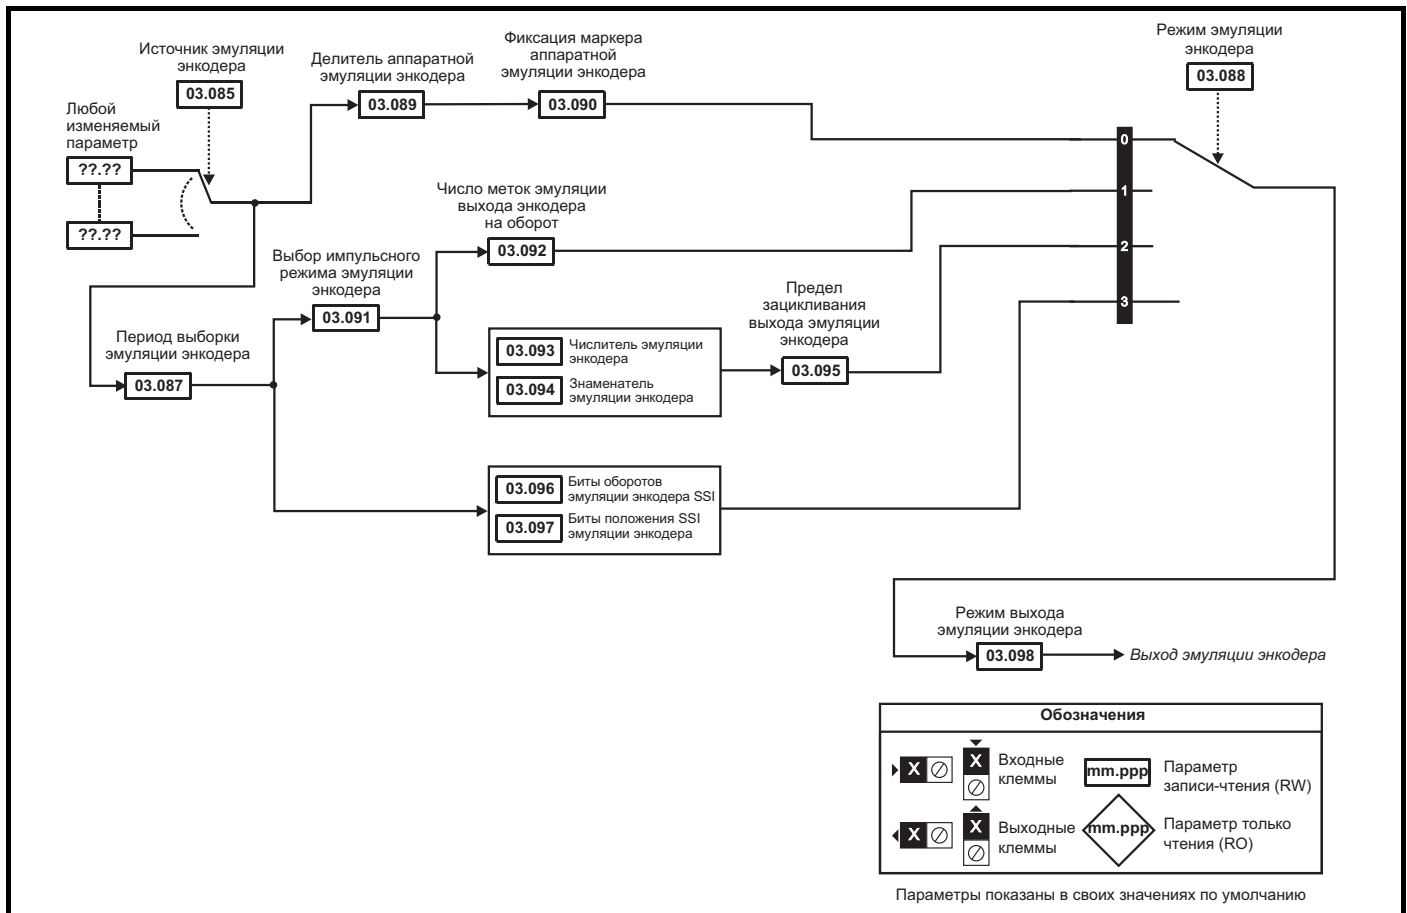 Источник эмуляции
энкодера
03.085
Любой
изменяемый
параметр
??.??
??.??
Делитель аппаратной
эмуляции энкодера
03.089
Фиксация маркера
аппаратной
эмуляции энкодера
03.090
Режим эмуляции
энкодера
03.088
0
1
2
3
Число меток эмуляции
выхода энкодера
на оборот
03.092
Выбор импульсного
режима эмуляции
энкодера
03.091
Период выборки
эмуляции энкодера
03.087
03.093
Числитель эмуляции
энкодера
03.094
Знаменатель
эмуляции энкодера
Предел
зацикливания
выхода эмуляции
энкодера
03.095
03.096
Биты оборотов
эмуляции энкодера SSI
03.097
Биты положения SSI
эмуляции энкодера
Режим выхода
эмуляции энкодера
03.098
Выход эмуляции энкодера
Обозначения
X
X
Входные
клеммы
mm.ppp
Параметр
записи-чтения (RW)
X
X
Выходные
клеммы
mm.ppp
Параметр только
чтения (RO)
Параметры показаны в своих значениях по умолчанию